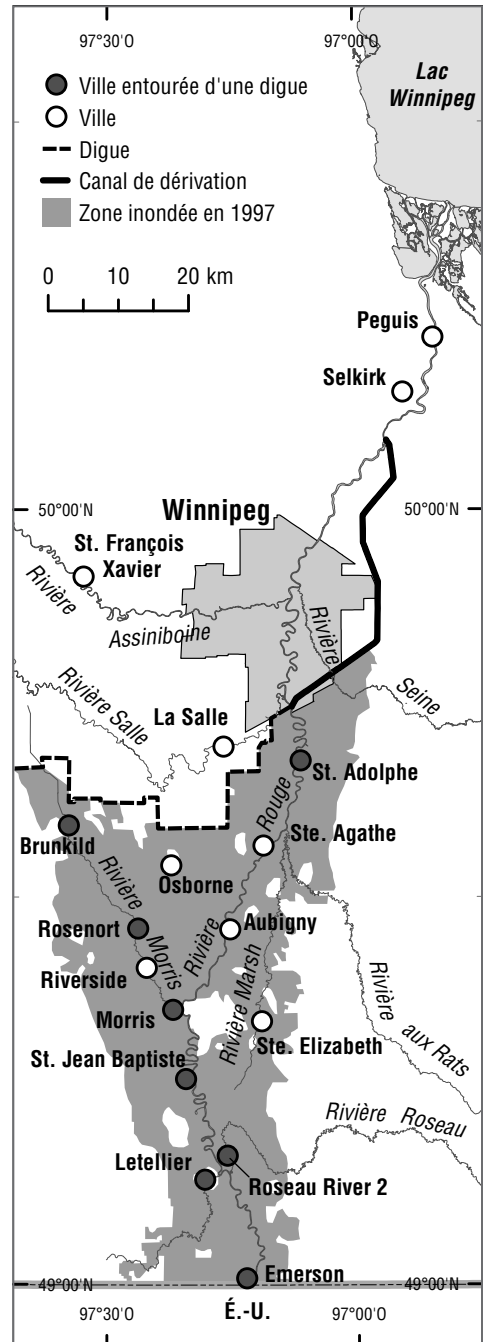 97°30'O
97°00'O
Lac
Winnipeg
Ville entourée d'une digue
Ville
Digue
Canal de dérivation
Zone inondée en 1997
0 10 20 km
Peguis
Selkirk
50°00'N
Winnipeg
50°00'N
St. François
Xavier
Rivière
Assiniboine
Rivière
Seine
Rivière Salle
La Salle
St. Adolphe
Rouge
Ste. Agathe
Brunkild
Osborne
Rivière
Morris
Rosenort
Rivière
Aubigny
Riverside
Rivière Marsh
Rivière
aux Rats
Morris
Ste. Elizabeth
St. Jean Baptiste
Rivière Roseau
Letellier
Roseau River 2
Emerson
49°00'N
49°00'N
É.-U.
97°30'O
97°00'O